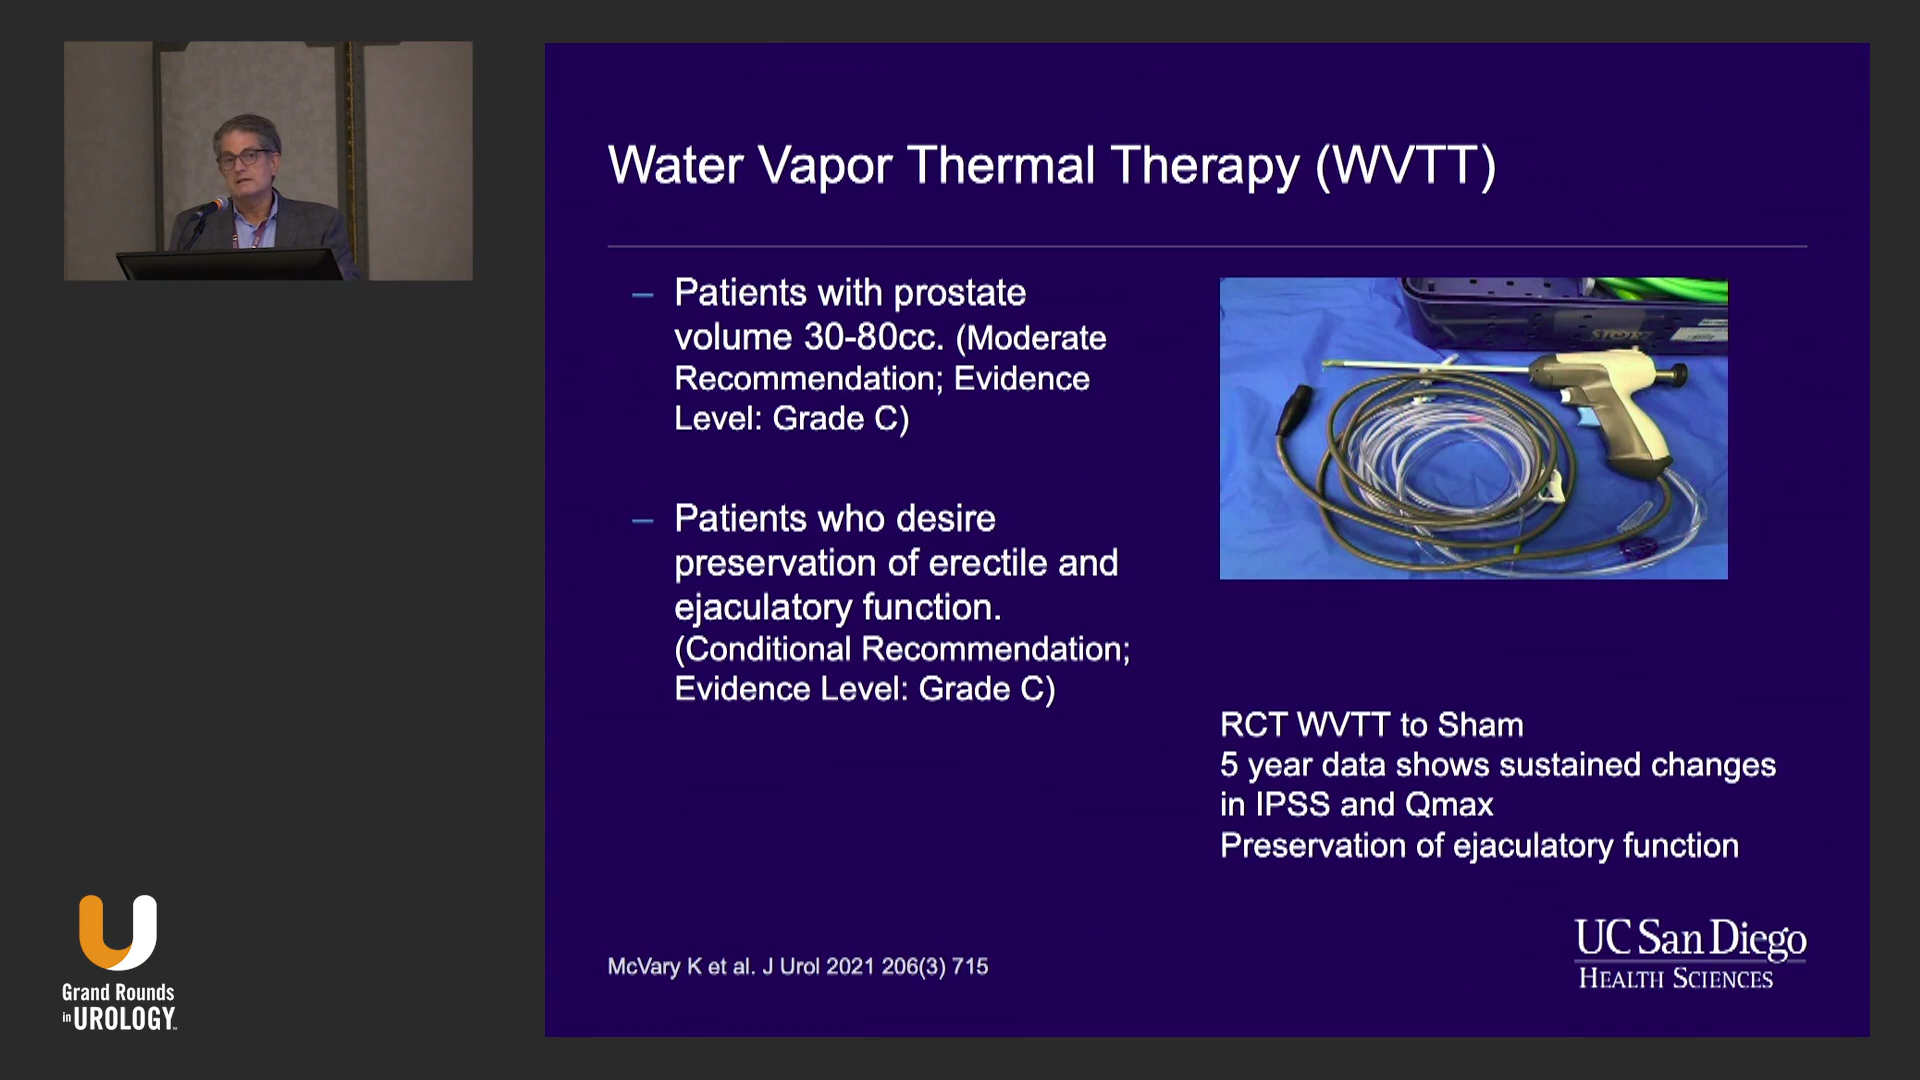 Water Vapor Thermal Therapy (WVTT)
– Patients with prostate
volume 30-80cc. (Moderate
Recommendation; Evidence
Level: Grade C)
– Patients who desire
preservation of erectile and
ejaculatory function.
(Conditional Recommendation;
Evidence Level: Grade C)
STORZ
RCT WVTT to Sham
5 year data shows sustained changes
in IPSS and Qmax
Preservation of ejaculatory function
McVary K et al. J Urol 2021 206(3) 715
UC San Diego
HEALTH SCIENCES
Grand Rounds
in UROLOGY